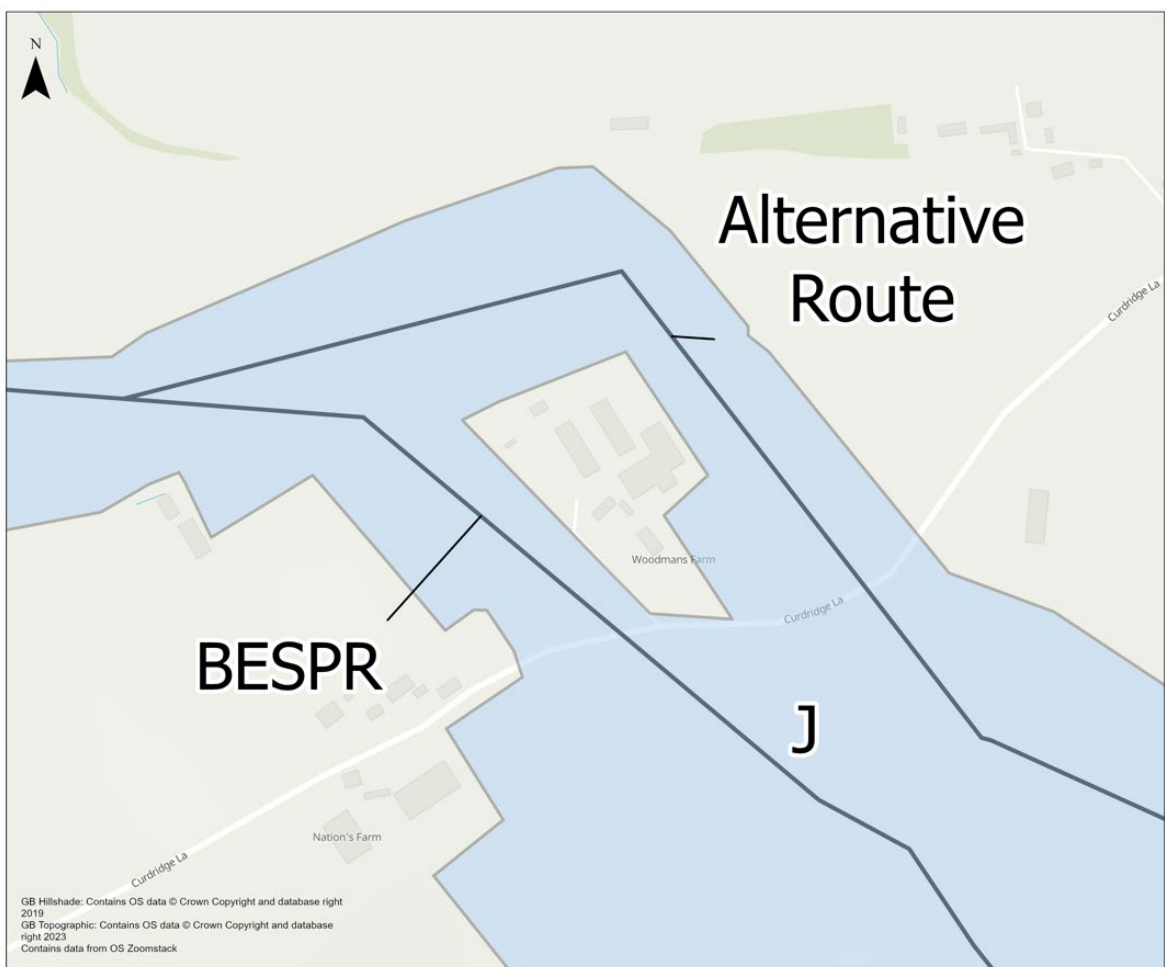 N
Alternative
Route
Curdridge La
Woodmans Farm
Curdridge La
BESPR
J
Nation's Farm
Curdridge La
GB Hillshade: Contains OS data © Crown Copyright and database right
2019
GB Topographic: Contains OS data © Crown Copyright and database
right 2023
Contains data from OS Zoomstack